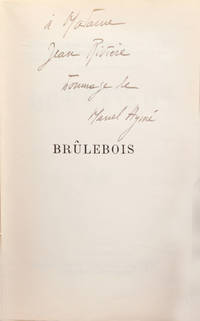 à Madame
Jean Rivière
hommage de
Marcel Aymé
BRÛLEBOIS